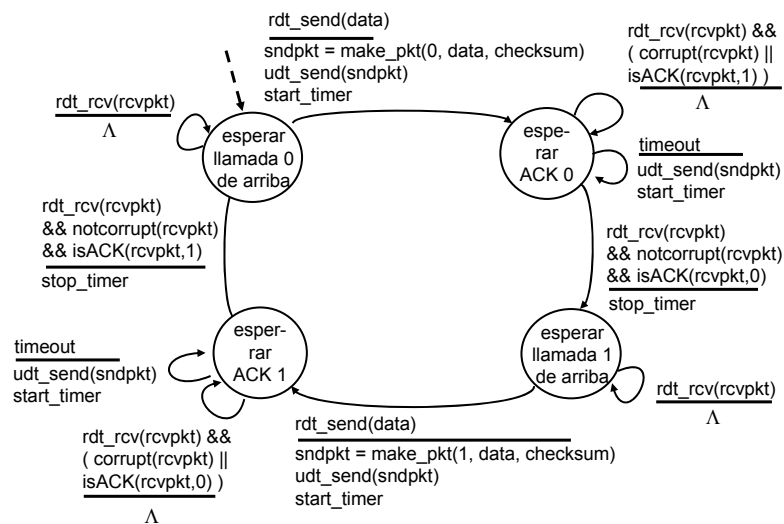 rdt_send(data)
sndpkt = make_pkt(0, data, checksum)
udt_send(sndpkt)
start_timer
rdt_rcv(rcvpkt) &&
( corrupt(rcvpkt) ||
isACK(rcvpkt,1) )
Λ
rdt_rcv(rcvpkt)
Λ
esperar
llamada 0
de arriba
espe-
rar
ACK 0
timeout
udt_send(sndpkt)
start_timer
rdt_rcv(rcvpkt)
&& notcorrupt(rcvpkt)
&& isACK(rcvpkt,1)
stop_timer
rdt_rcv(rcvpkt)
&& notcorrupt(rcvpkt)
&& isACK(rcvpkt,0)
stop_timer
esper-
rar
ACK 1
esperar
llamada 1
de arriba
timeout
udt_send(sndpkt)
start_timer
rdt_rcv(rcvpkt)
Λ
rdt_send(data)
sndpkt = make_pkt(1, data, checksum)
udt_send(sndpkt)
start_timer
rdt_rcv(rcvpkt) &&
( corrupt(rcvpkt) ||
isACK(rcvpkt,0) )
Λ